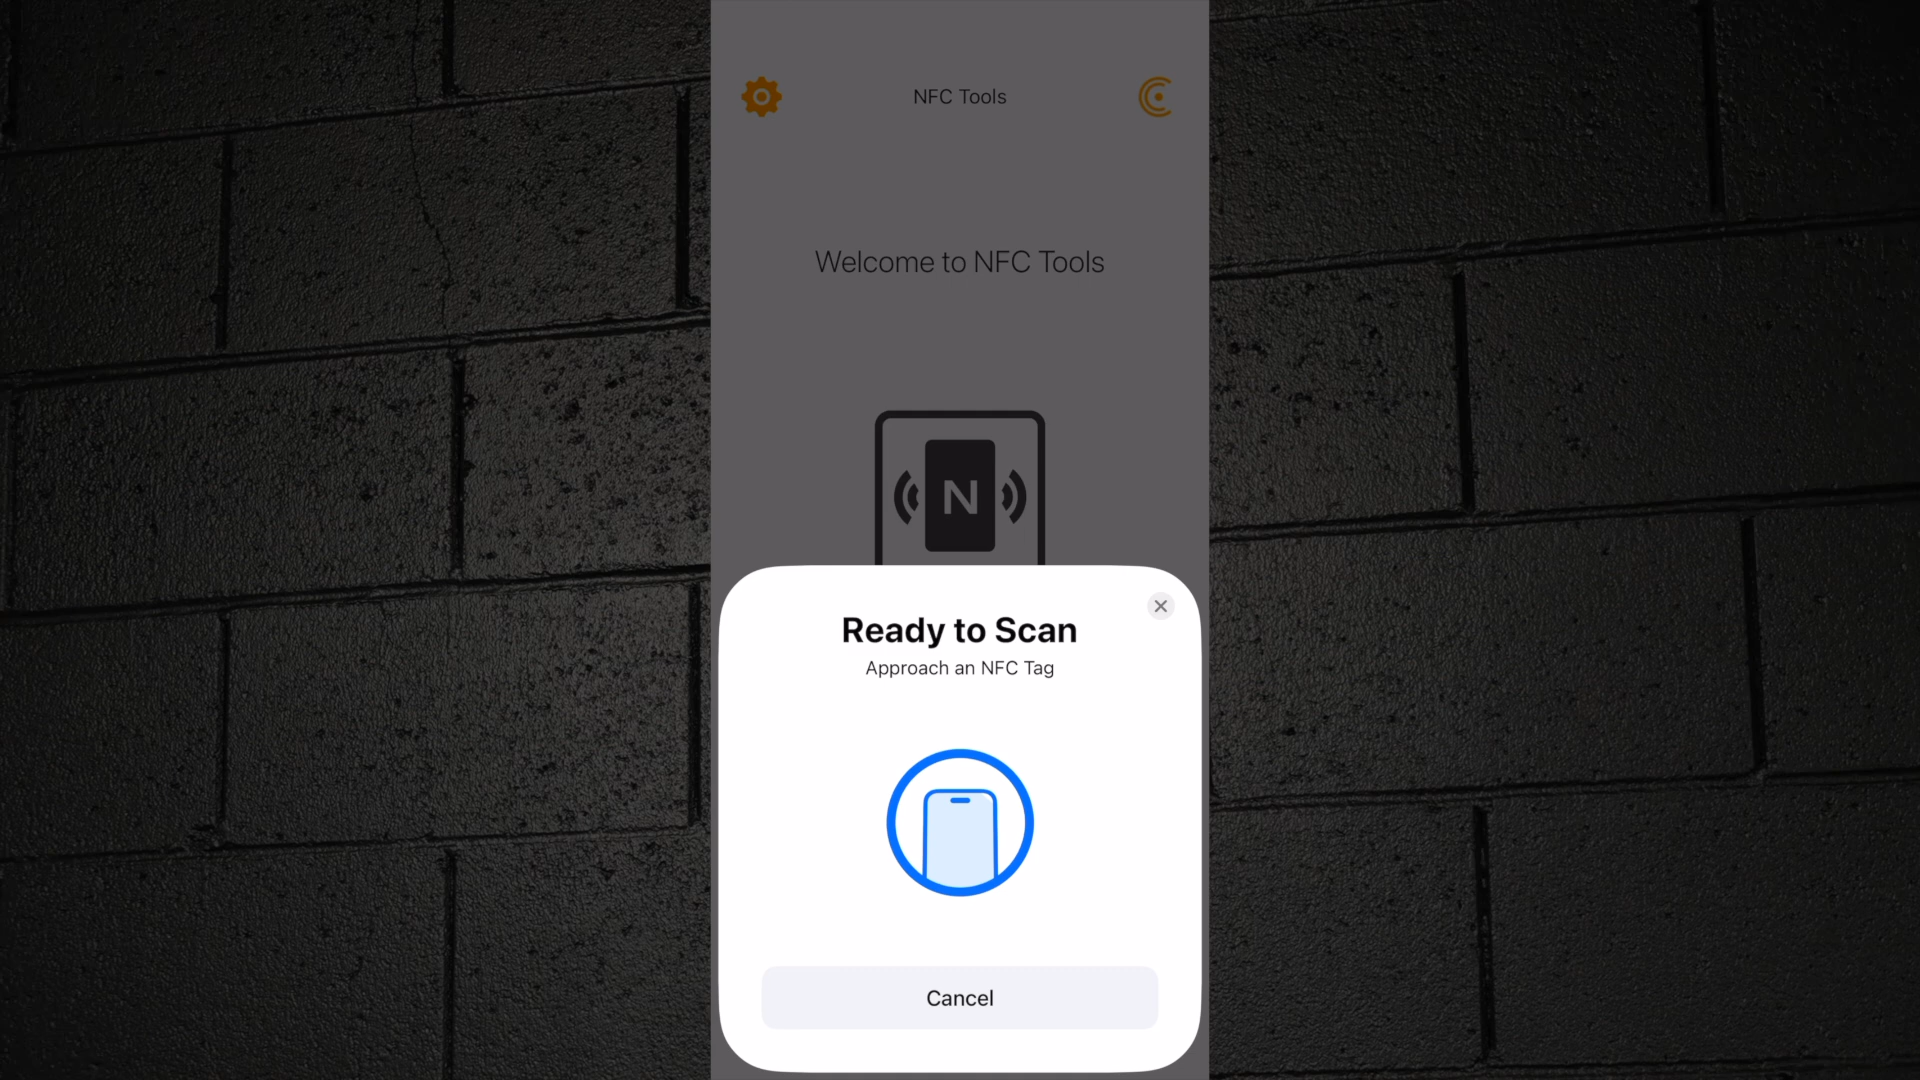 NFC Tools
Welcome to NFC Tools
N
Ready to Scan
Approach an NFC Tag
Cancel